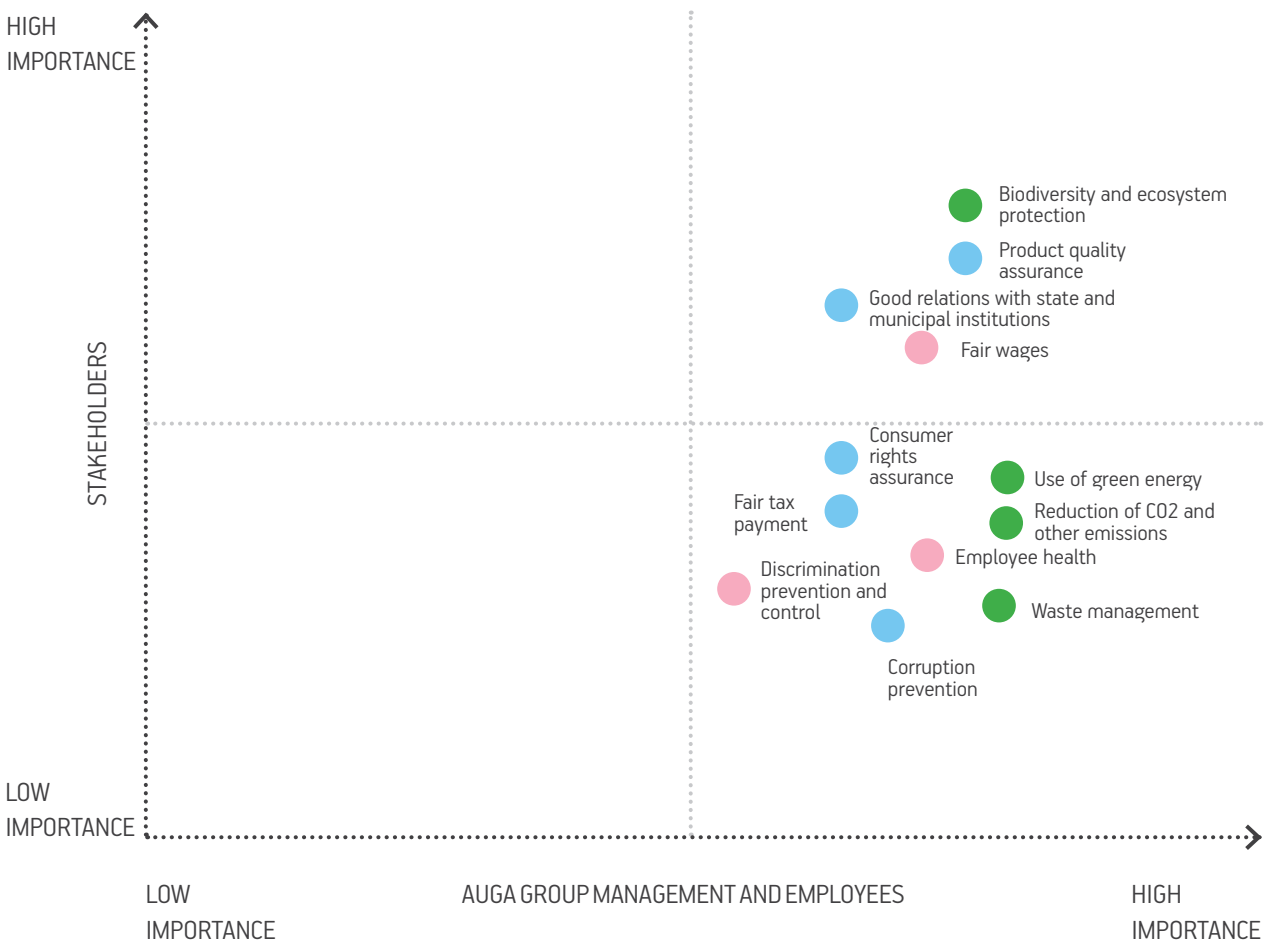 HIGH
IMPORTANCE
Biodiversity and ecosystem
protection
Product quality
assurance
Good relations with state and
municipal institutions
Fair wages
STAKEHOLDERS
Consumer
rights
assurance
Use of green energy
Fair tax
payment
Reduction of CO2 and
other emissions
Employee health
Discrimination
prevention and
control
Waste management
Corruption
prevention
LOW
IMPORTANCE
LOW
IMPORTANCE
AUGA GROUP MANAGEMENT AND EMPLOYEES
HIGH
IMPORTANCE